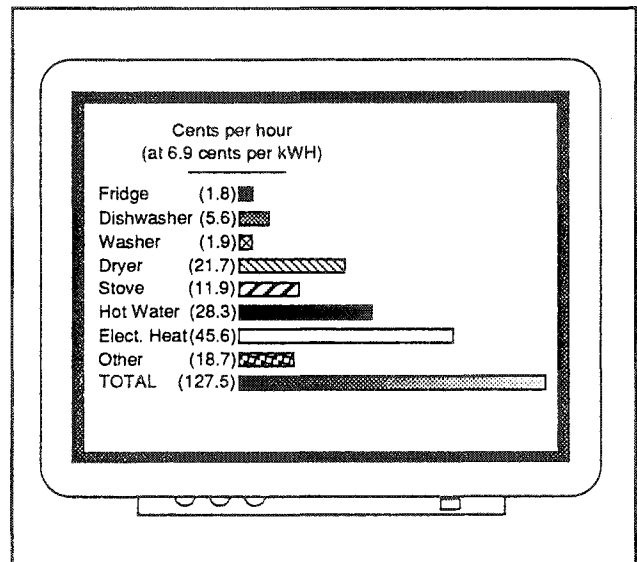 Cents per hour
(at 6.9 cents per kWH)
Fridge (1.8)
Dishwasher (5.6)
Washer (1.9)
Dryer (21.7)
Stove (11.9)
Hot Water (28.3)
Elect. Heat (45.6)
Other (18.7)
TOTAL (127.5)